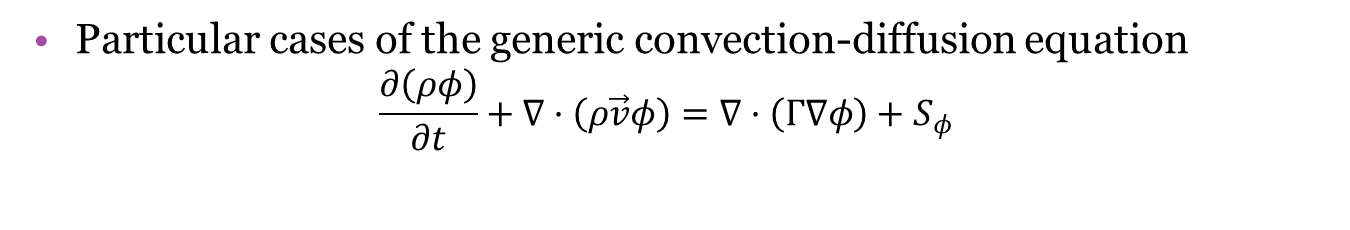 • Particular cases of the generic convection-diffusion equation
∂(ρϕ)/∂t + ∇ · (ρv⃗ϕ) = ∇ · (Γ∇ϕ) + S_ϕ